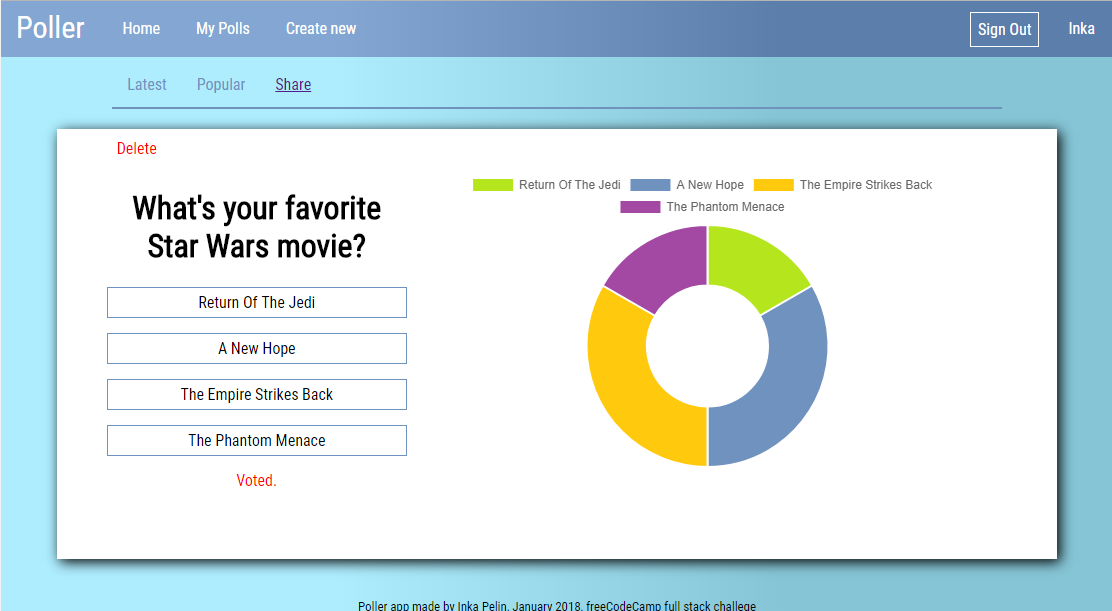 Poller Home My Polls Create new Sign Out Inka
Latest Popular Share
Delete
What's your favorite
Star Wars movie?
Return Of The Jedi
A New Hope
The Empire Strikes Back
The Phantom Menace
Voted.
Return Of The Jedi A New Hope The Empire Strikes Back
The Phantom Menace
Poller app made by Inka Pelin, January 2018, freeCodeCamp full stack challege